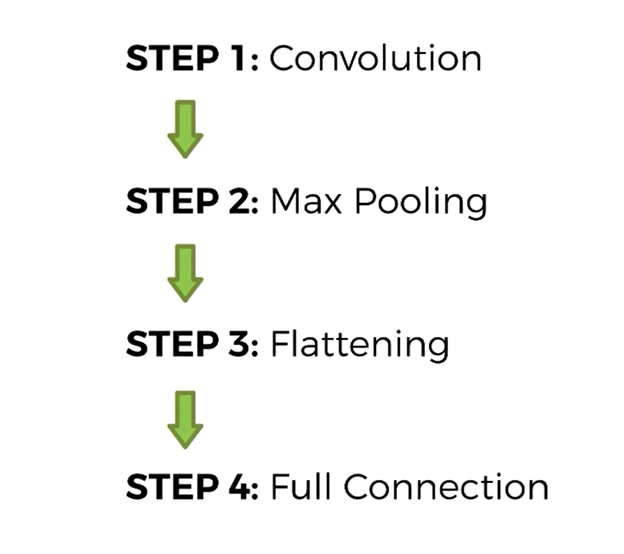 STEP 1: Convolution
STEP 2: Max Pooling
STEP 3: Flattening
STEP 4: Full Connection